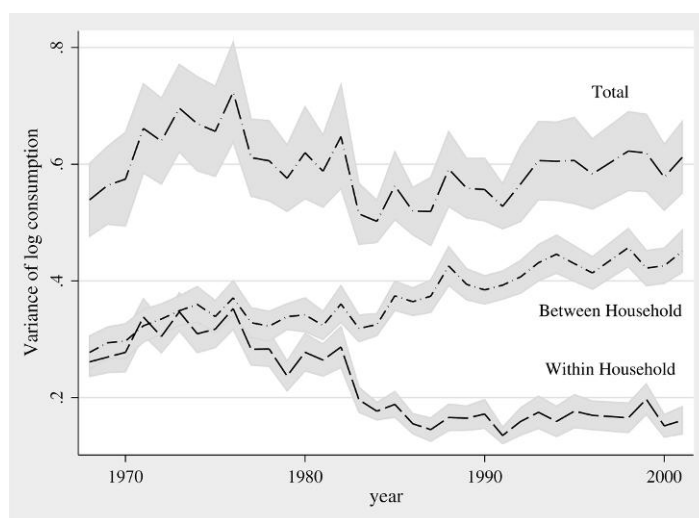 .8
Total
.6
Variance of log consumption
.4
Between Household
Within Household
.2
1970 1980 1990 2000
year